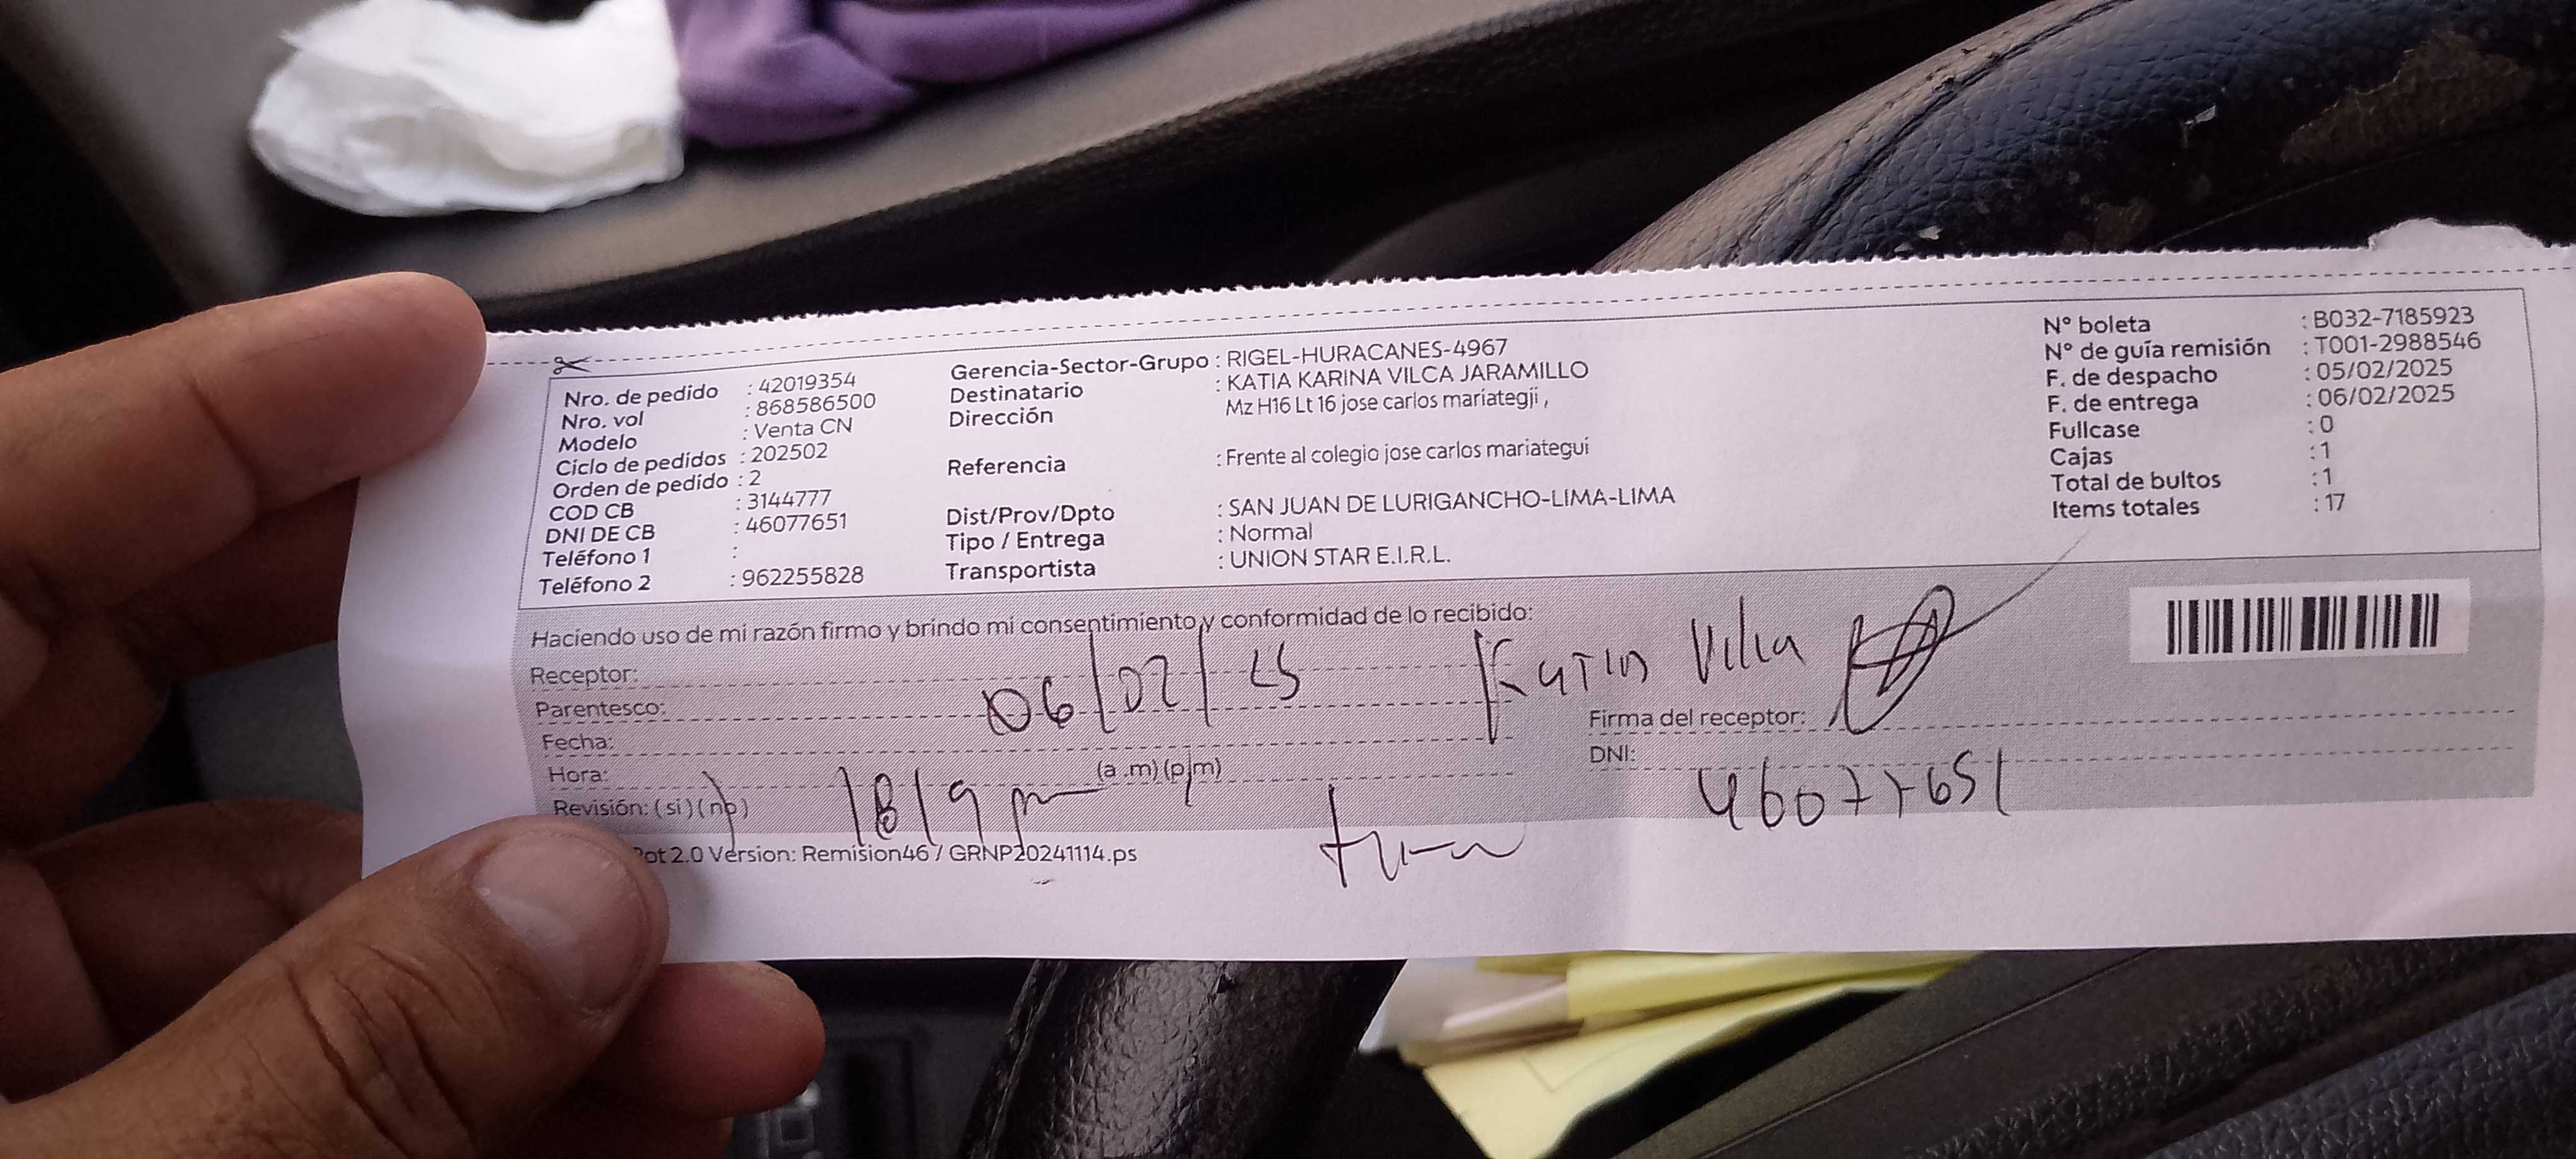 Nro. de pedido : 42019354
Nro. vol : 868586500
Modelo : Venta CN
Ciclo de pedidos : 202502
Orden de pedido : 2
COD CB : 3144777
DNI DE CB : 46077651
Teléfono 1 :
Teléfono 2 : 962255828
Gerencia-Sector-Grupo : RIGEL-HURACANES-4967
Destinatario : KATIA KARINA VILCA JARAMILLO
Dirección Mz H16 Lt 16 jose carlos mariategji ,
Referencia : Frente al colegio jose carlos mariategui
Dist/Prov/Dpto : SAN JUAN DE LURIGANCHO-LIMA-LIMA
Tipo / Entrega : Normal
Transportista : UNION STAR E.I.R.L.
N° boleta : B032-7185923
N° de guía remisión : T001-2988546
F. de despacho : 05/02/2025
F. de entrega : 06/02/2025
Fullcase : 0
Cajas : 1
Total de bultos : 1
Items totales : 17
Haciendo uso de mi razón firmo y brindo mi consentimiento y conformidad de lo recibido:
Receptor:
Parentesco: 06/02/25 Katia Vilca
Fecha:
Hora: (a .m) (p.m)
Revisión: (si) (no)
Firma del receptor:
DNI: 46077651
ot 2.0 Version: Remision46 / GRNP20241114.ps